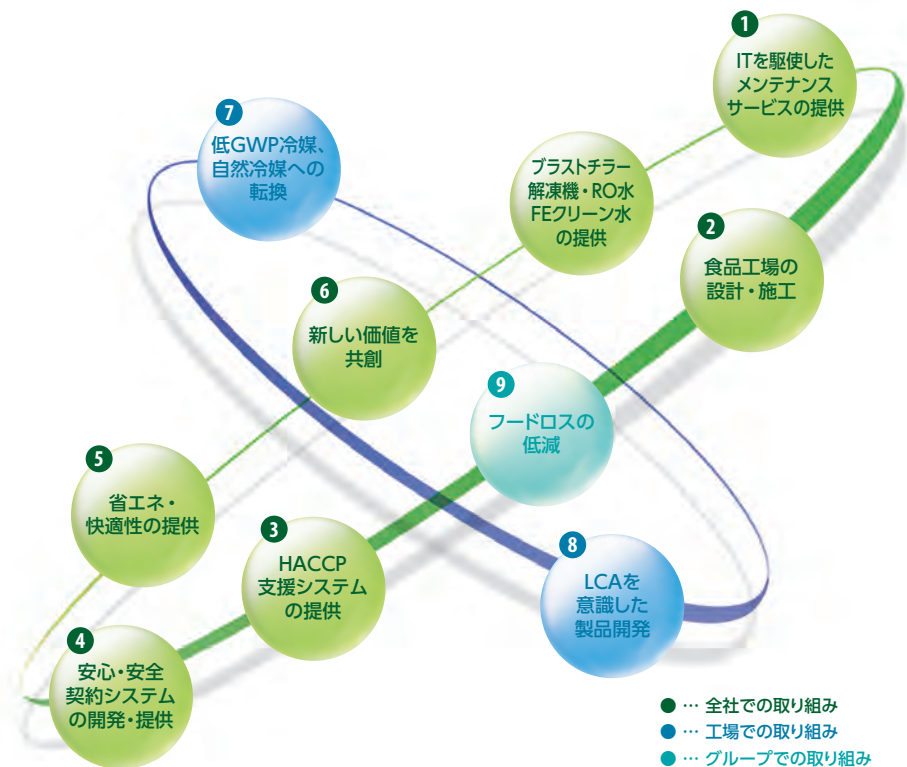 1
ITを駆使した
メンテナンス
サービスの提供
7
低GWP冷媒、
自然冷媒への
転換
ブラストチラー
解凍機・RO水
FEクリーン水
の提供
2
食品工場の
設計・施工
6
新しい価値を
共創
9
フードロスの
低減
5
省エネ・
快適性の提供
3
HACCP
支援システム
の提供
8
LCAを
意識した
製品開発
4
安心・安全
契約システム
の開発・提供
● … 全社での取り組み
● … 工場での取り組み
● … グループでの取り組み